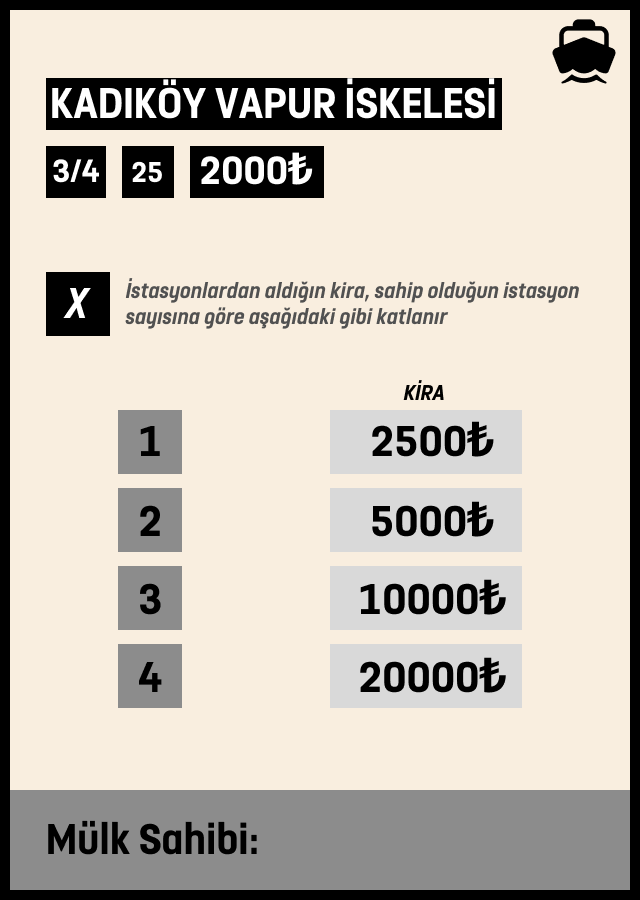 KADIKÖY VAPUR İSKELESİ
3/4 25 2000₺
X
İstasyonlardan aldığın kira, sahip olduğun istasyon
sayısına göre aşağıdaki gibi katlanır
KİRA
1 2500₺
2 5000₺
3 10000₺
4 20000₺
Mülk Sahibi: